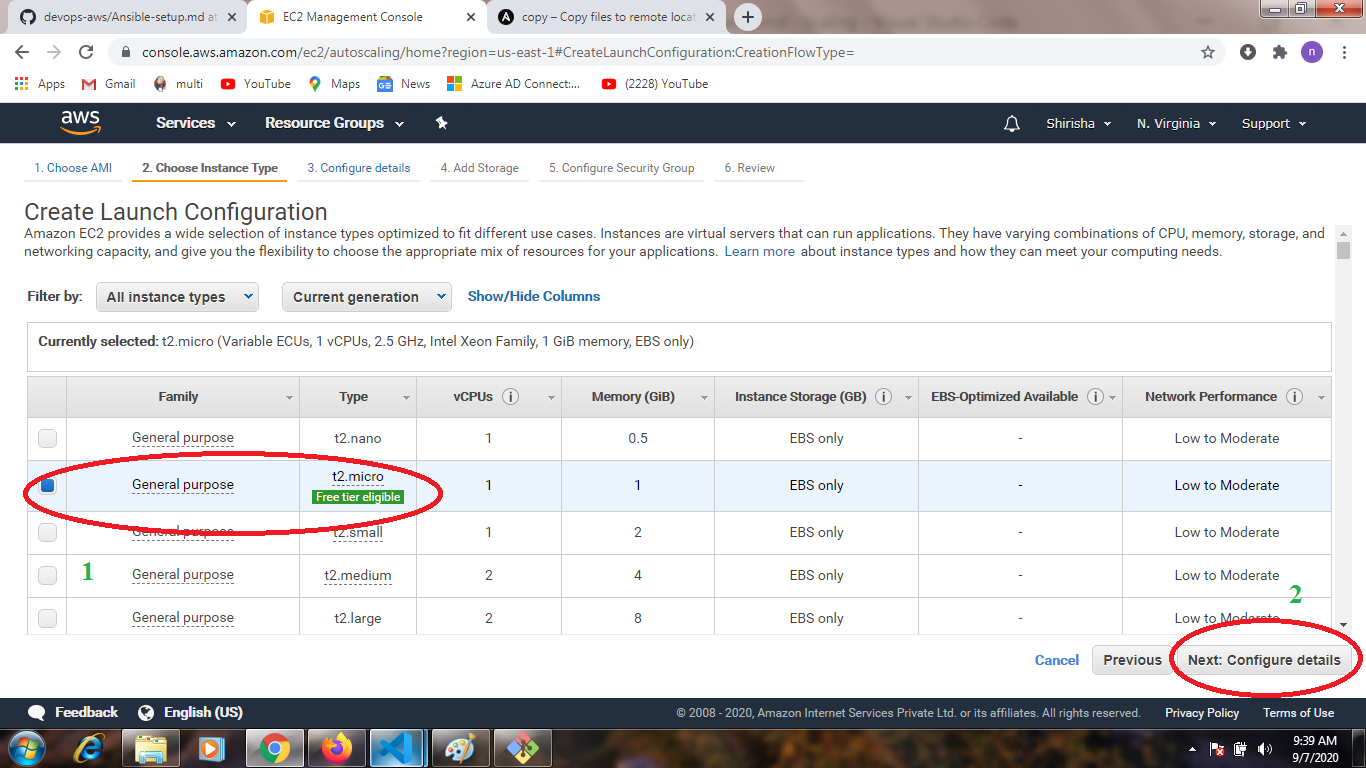 devops-aws/Ansible-setup.md at
EC2 Management Console
copy – Copy files to remote locat
console.aws.amazon.com/ec2/autoscaling/home?region=us-east-1#CreateLaunchConfiguration:CreationFlowType=
n
Apps Gmail multi YouTube Maps News Azure AD Connect:... (2228) YouTube
aws Services Resource Groups Shirisha N. Virginia Support
1. Choose AMI 2. Choose Instance Type 3. Configure details 4. Add Storage 5. Configure Security Group 6. Review
Create Launch Configuration
Amazon EC2 provides a wide selection of instance types optimized to fit different use cases. Instances are virtual servers that can run applications. They have varying combinations of CPU, memory, storage, and
networking capacity, and give you the flexibility to choose the appropriate mix of resources for your applications. Learn more about instance types and how they can meet your computing needs.
Filter by: All instance types Current generation Show/Hide Columns
Currently selected: t2.micro (Variable ECUs, 1 vCPUs, 2.5 GHz, Intel Xeon Family, 1 GiB memory, EBS only)
Family Type vCPUs Memory (GiB) Instance Storage (GB) EBS-Optimized Available Network Performance
General purpose t2.nano 1 0.5 EBS only - Low to Moderate
General purpose t2.micro Free tier eligible 1 1 EBS only - Low to Moderate
General purpose t2.small 1 2 EBS only - Low to Moderate
1 General purpose t2.medium 2 4 EBS only - Low to Moderate
2
General purpose t2.large 2 8 EBS only - Low to Moderate
Cancel Previous Next: Configure details
Feedback English (US) © 2008 - 2020, Amazon Internet Services Private Ltd. or its affiliates. All rights reserved. Privacy Policy Terms of Use
9:39 AM
9/7/2020